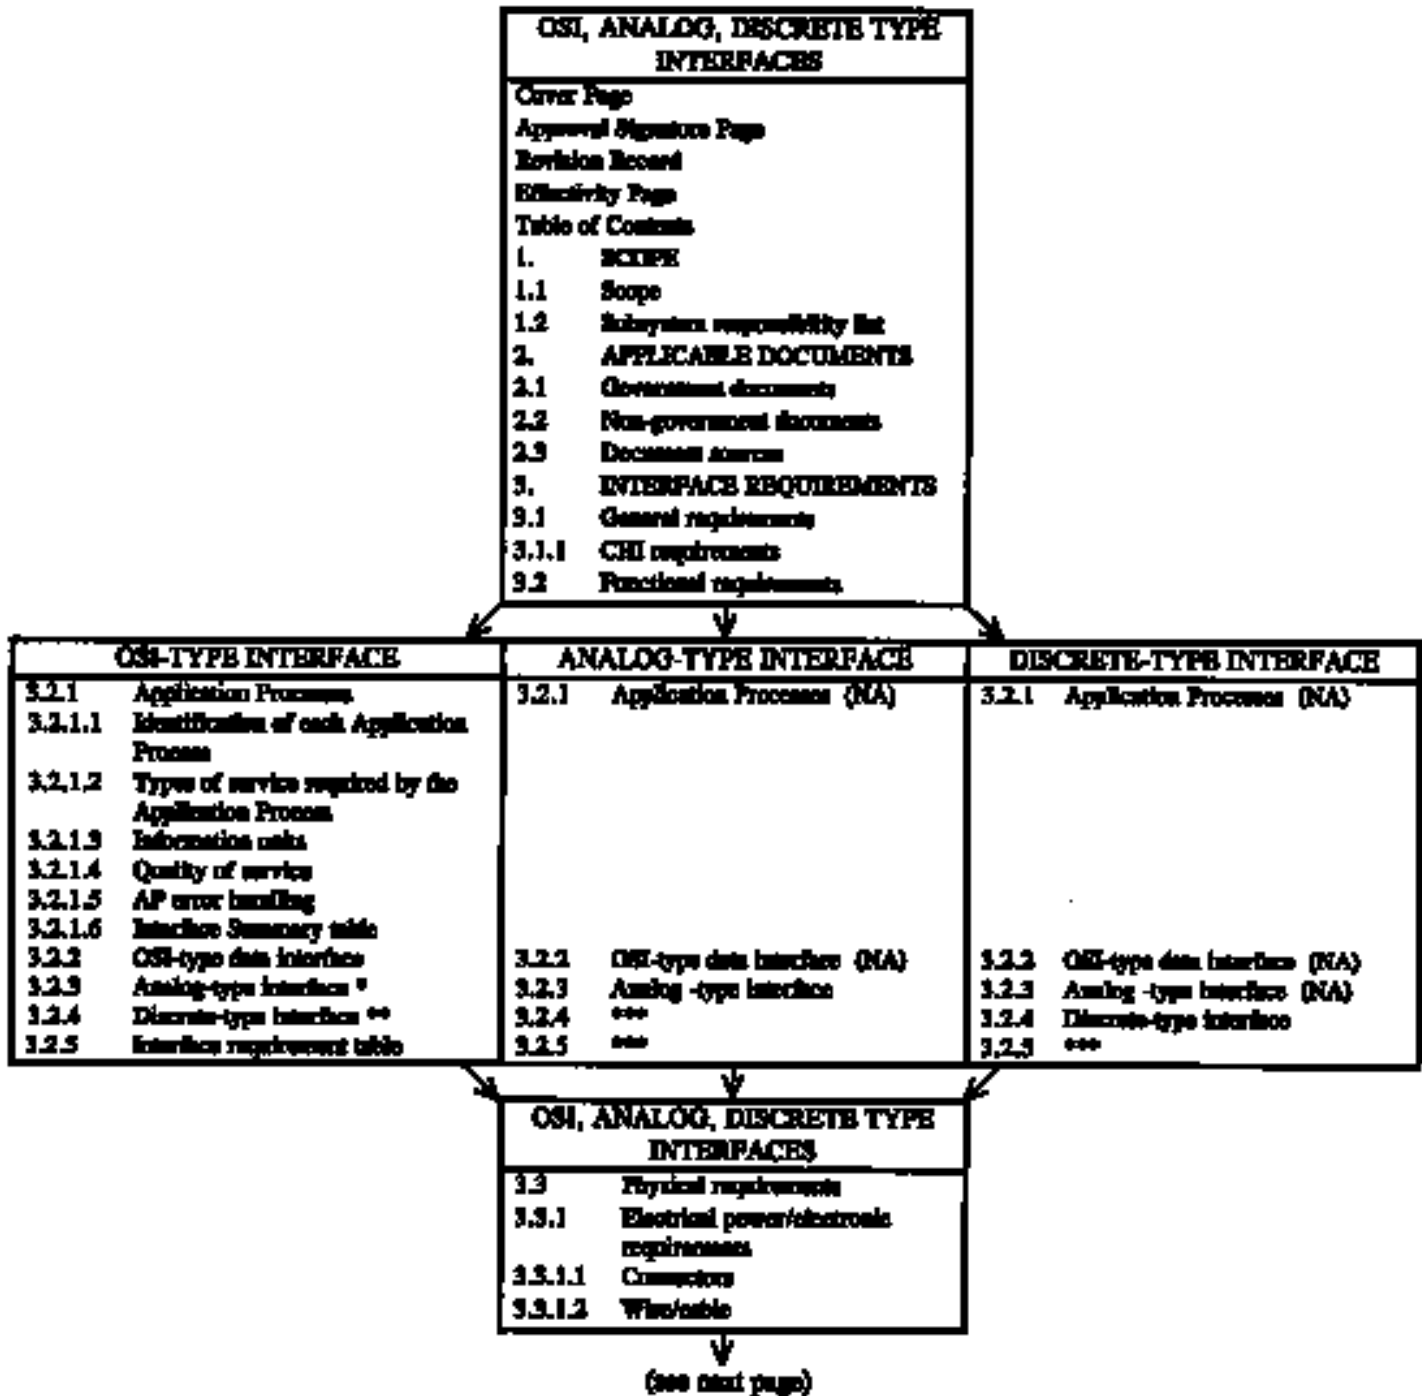 OSI, ANALOG, DISCRETE TYPE
INTERFACES
Cover Page
Approval Signature Page
Revision Record
Effectivity Page
Table of Contents
1. SCOPE
1.1 Scope
1.2 Subsystem responsibility list
2. APPLICABLE DOCUMENTS
2.1 Government documents
2.2 Non-government documents
2.3 Document sources
3. INTERFACE REQUIREMENTS
3.1 General requirements
3.1.1 CHI requirements
3.2 Functional requirements
OSI-TYPE INTERFACE
3.2.1 Application Processes
3.2.1.1 Identification of each Application
Process
3.2.1.2 Types of service required by the
Application Process
3.2.1.3 Information units
3.2.1.4 Quality of service
3.2.1.5 AP error handling
3.2.1.6 Interface Summary table
3.2.2 OSI-type data interface
3.2.3 Analog-type interface *
3.2.4 Discrete-type interface **
3.2.5 Interface requirement table
ANALOG-TYPE INTERFACE
3.2.1 Application Processes (NA)
3.2.2 OSI-type data interface (NA)
3.2.3 Analog -type interface
3.2.4 ***
3.2.5 ***
DISCRETE-TYPE INTERFACE
3.2.1 Application Processes (NA)
3.2.2 OSI-type data interface (NA)
3.2.3 Analog -type interface (NA)
3.2.4 Discrete-type interface
3.2.5 ***
OSI, ANALOG, DISCRETE TYPE
INTERFACES
3.3 Physical requirements
3.3.1 Electrical power/electronic
requirements
3.3.1.1 Connectors
3.3.1.2 Wire/cable
(see next page)